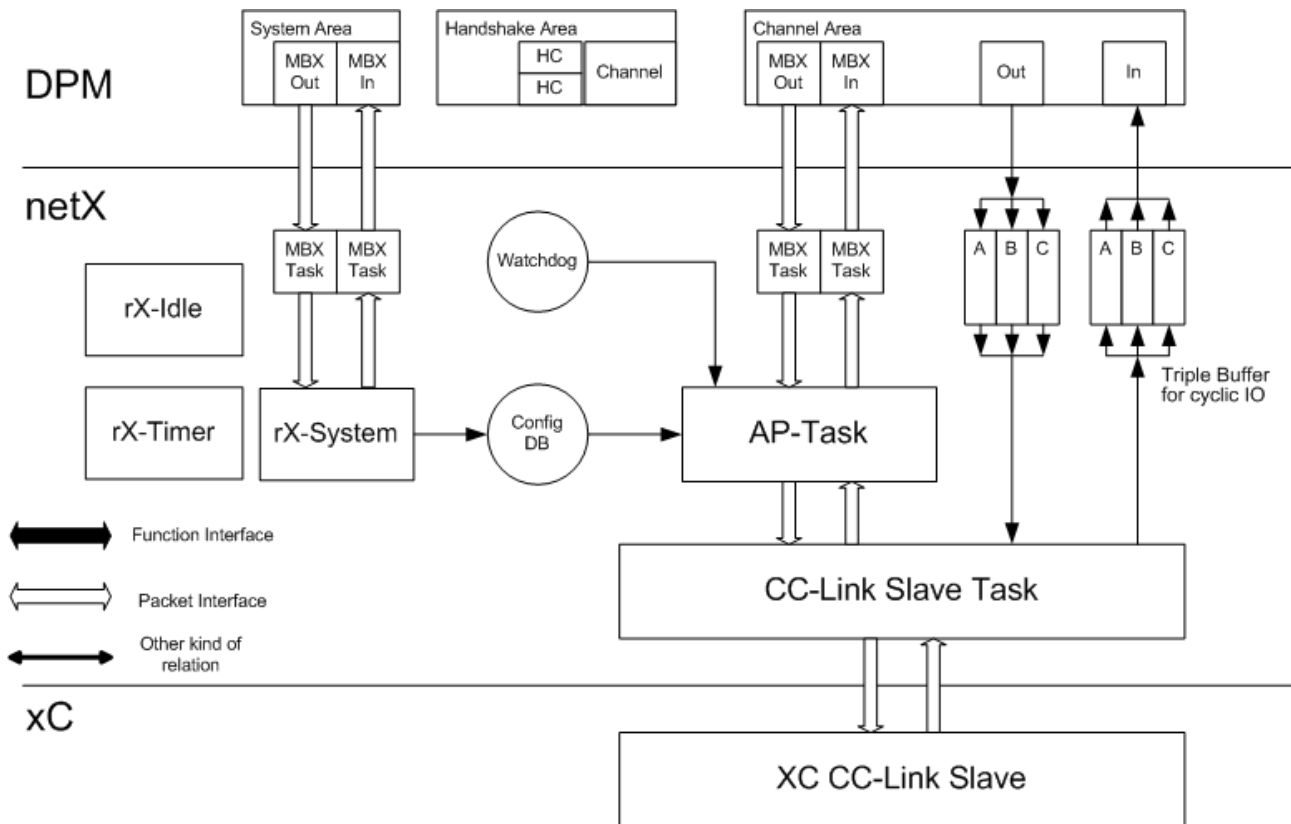 System Area
MBX
Out
MBX
In
Handshake Area
HC
HC
Channel
Channel Area
MBX
Out
MBX
In
Out
In
DPM
netX
MBX
Task
MBX
Task
Watchdog
MBX
Task
MBX
Task
A
B
C
A
B
C
rX-Idle
Triple Buffer
for cyclic IO
rX-Timer
rX-System
Config
DB
AP-Task
Function Interface
Packet Interface
Other kind of
relation
CC-Link Slave Task
xC
XC CC-Link Slave